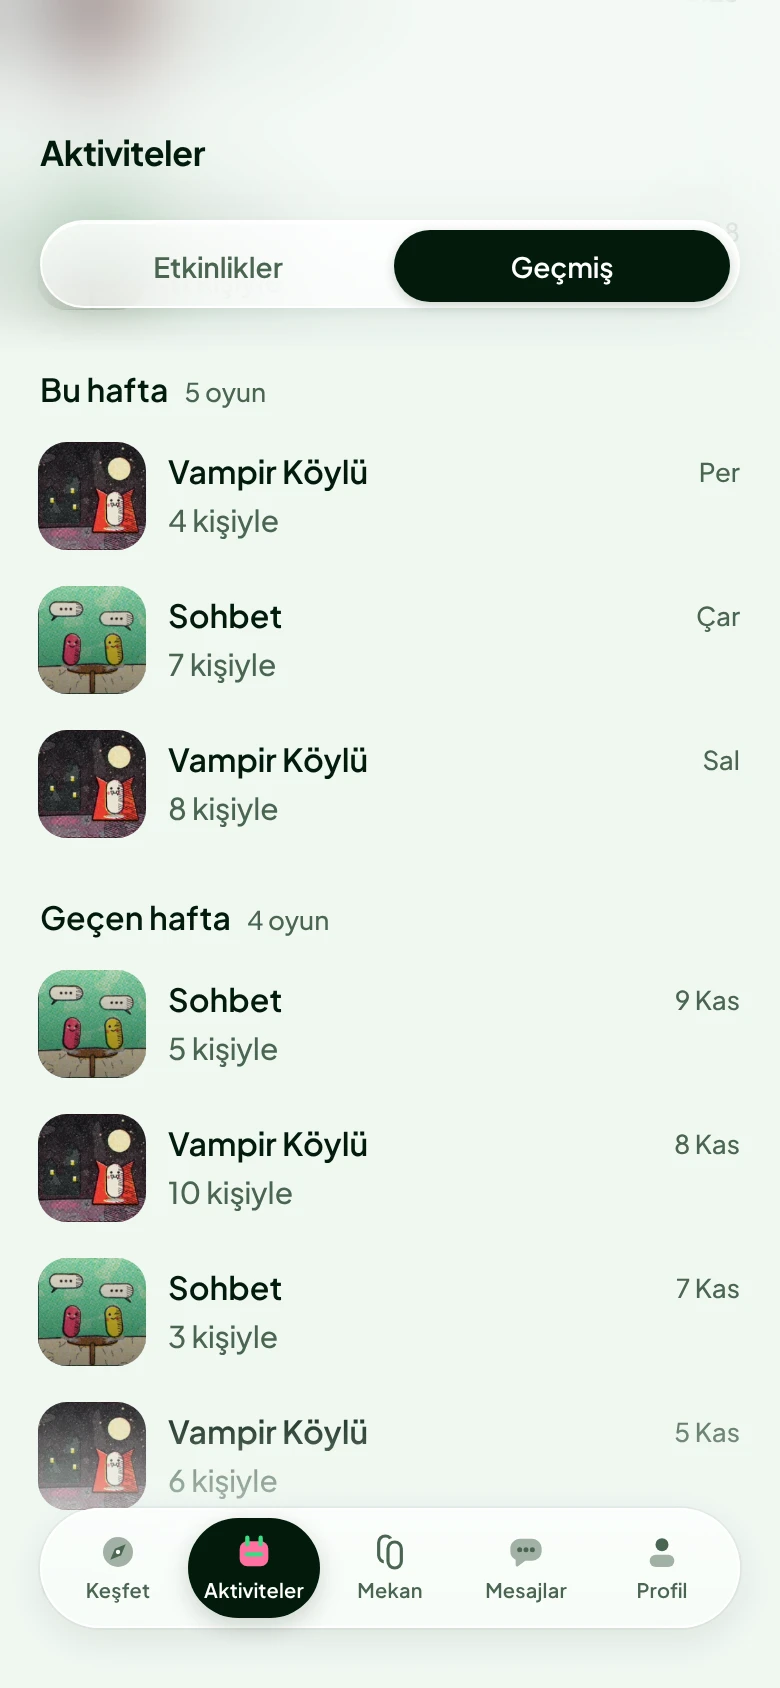 Aktiviteler
Etkinlikler
Geçmiş
Bu hafta 5 oyun
Vampir Köylü
Per
4 kişiyle
Sohbet
Çar
7 kişiyle
Vampir Köylü
Sal
8 kişiyle
Geçen hafta 4 oyun
Sohbet
9 Kas
5 kişiyle
Vampir Köylü
8 Kas
10 kişiyle
Sohbet
7 Kas
3 kişiyle
Vampir Köylü
5 Kas
6 kişiyle
Keşfet
Aktiviteler
Mekan
Mesajlar
Profil